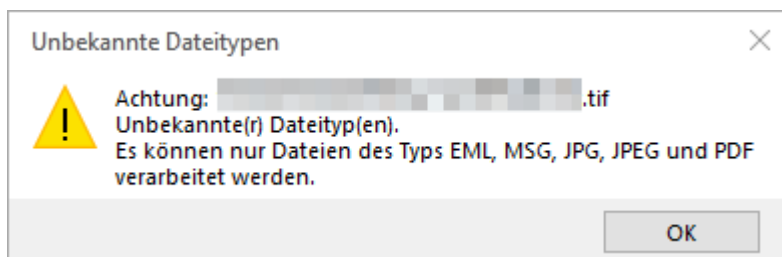 Unbekannte Dateitypen
Achtung: .tif
Unbekannte(r) Dateityp(en).
Es können nur Dateien des Typs EML, MSG, JPG, JPEG und PDF
verarbeitet werden.
OK